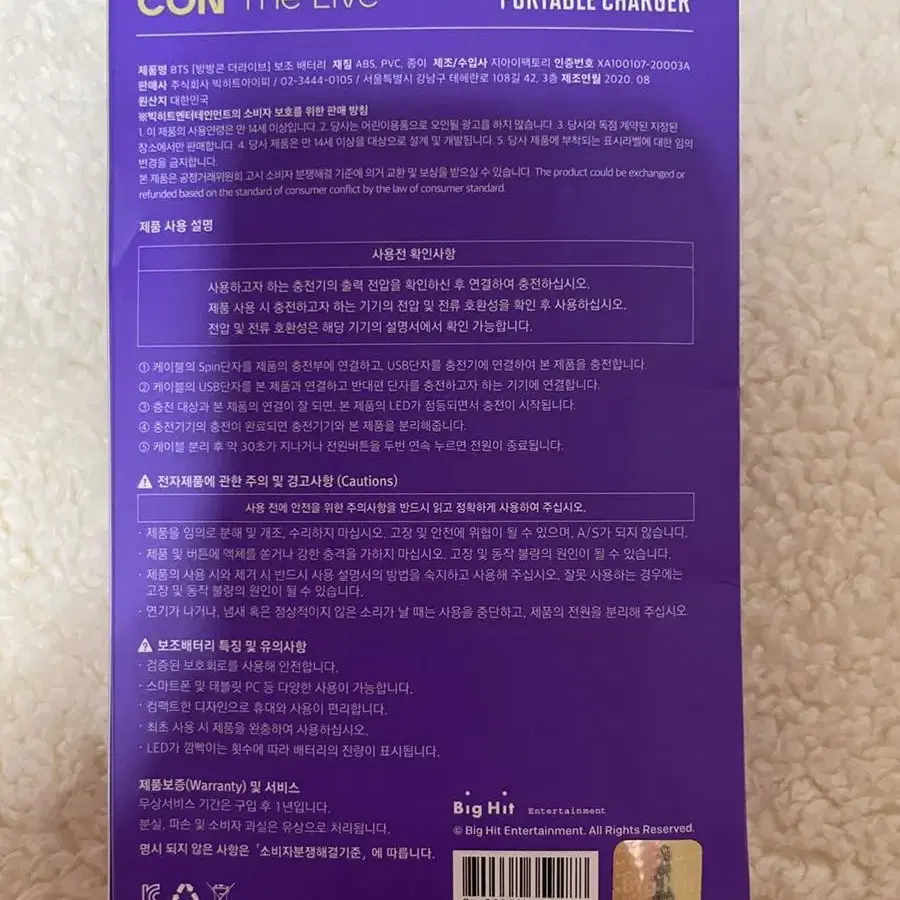 CON The Live PORTABLE CHARGER
제품명 BTS [방방콘 더라이브] 보조 배터리 재질 ABS, PVC, 종이 제조/수입사 지아이팩토리 인증번호 XA100107-20003A
판매사 주식회사 빅히트아이피 / 02-3444-0105 / 서울특별시 강남구 테헤란로 108길 42, 3층 제조연월 2020. 08
원산지 대한민국
※빅히트엔터테인먼트의 소비자 보호를 위한 판매 방침
1. 이 제품의 사용연령은 만 14세 이상입니다. 2. 당사는 어린이용품으로 오인될 광고를 하지 않습니다. 3. 당사와 독점 계약된 지정된
장소에서만 판매합니다. 4. 당시 제품은 만 14세 이상을 대상으로 설계 및 개발됩니다. 5. 당사 제품에 부착되는 표시라벨에 대한 임의
변경을 금지합니다.
본 제품은 공정거래위원회 고시 소비자 분쟁해결 기준에 의거 교환 및 보상을 받으실 수 있습니다. The product could be exchanged or
refunded based on the standard of consumer conflict by the law of consumer standard.
제품 사용 설명
사용전 확인사항
사용하고자 하는 충전기의 출력 전압을 확인하신 후 연결하여 충전하십시오.
제품 사용 시 충전하고자 하는 기기의 전압 및 전류 호환성을 확인 후 사용하십시오.
전압 및 전류 호환성은 해당 기기의 설명서에서 확인 가능합니다.
① 케이블의 5pin단자를 제품의 충전부에 연결하고, USB단자를 충전기에 연결하여 본 제품을 충전합니다.
② 케이블의 USB단자를 본 제품과 연결하고 반대편 단자를 충전하고자 하는 기기에 연결합니다.
③ 충전 대상과 본 제품의 연결이 잘 되면, 본 제품의 LED가 점등되면서 충전이 시작됩니다.
④ 충전기기의 충전이 완료되면 충전기기와 본 제품을 분리해줍니다.
⑤ 케이블 분리 후 약 30초가 지나거나 전원버튼을 두번 연속 누르면 전원이 종료됩니다.
전자제품에 관한 주의 및 경고사항 (Cautions)
사용 전에 안전을 위한 주의사항을 반드시 읽고 정확하게 사용하여 주십시오.
· 제품을 임의로 분해 및 개조, 수리하지 마십시오. 고장 및 안전에 위협이 될 수 있으며, A/S가 되지 않습니다.
· 제품 및 버튼에 액체를 쏟거나 강한 충격을 가하지 마십시오. 고장 및 동작 불량의 원인이 될 수 있습니다.
· 제품의 사용 시와 제거 시 반드시 사용 설명서의 방법을 숙지하고 사용해 주십시오. 잘못 사용하는 경우에는
고장 및 동작 불량의 원인이 될 수 있습니다.
· 연기가 나거나, 냄새 혹은 정상적이지 않은 소리가 날 때는 사용을 중단하고, 제품의 전원을 분리해 주십시오
보조배터리 특징 및 유의사항
· 검증된 보호회로를 사용해 안전합니다.
· 스마트폰 및 태블릿 PC 등 다양한 사용이 가능합니다.
· 컴팩트한 디자인으로 휴대와 사용이 편리합니다.
· 최초 사용 시 제품을 완충하여 사용하십시오.
· LED가 깜빡이는 횟수에 따라 배터리의 잔량이 표시됩니다.
제품보증(Warranty) 및 서비스
무상서비스 기간은 구입 후 1년입니다.
분실, 파손 및 소비자 과실은 유상으로 처리됩니다.
명시 되지 않은 사항은 「소비자분쟁해결기준」에 따릅니다.
Big Hit Entertainment
© Big Hit Entertainment. All Rights Reserved.